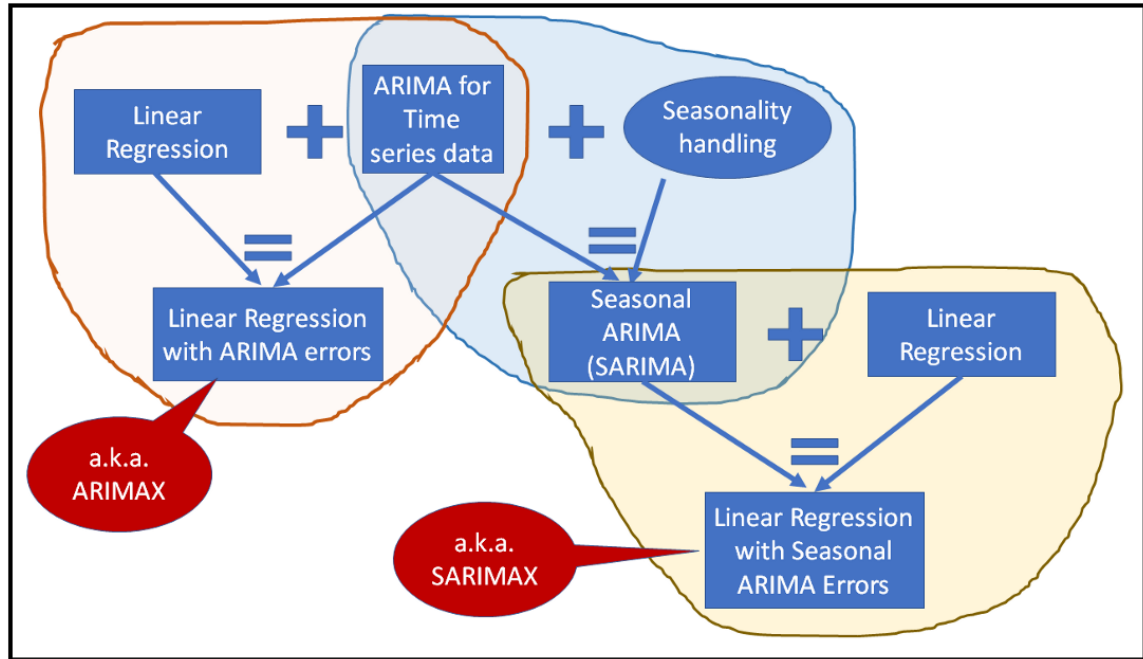 Linear
Regression
+
ARIMA for
Time
series data
+
Seasonality
handling
=
=
Linear Regression
with ARIMA errors
Seasonal
ARIMA
(SARIMA)
+
Linear
Regression
a.k.a.
ARIMAX
=
a.k.a.
SARIMAX
Linear Regression
with Seasonal
ARIMA Errors